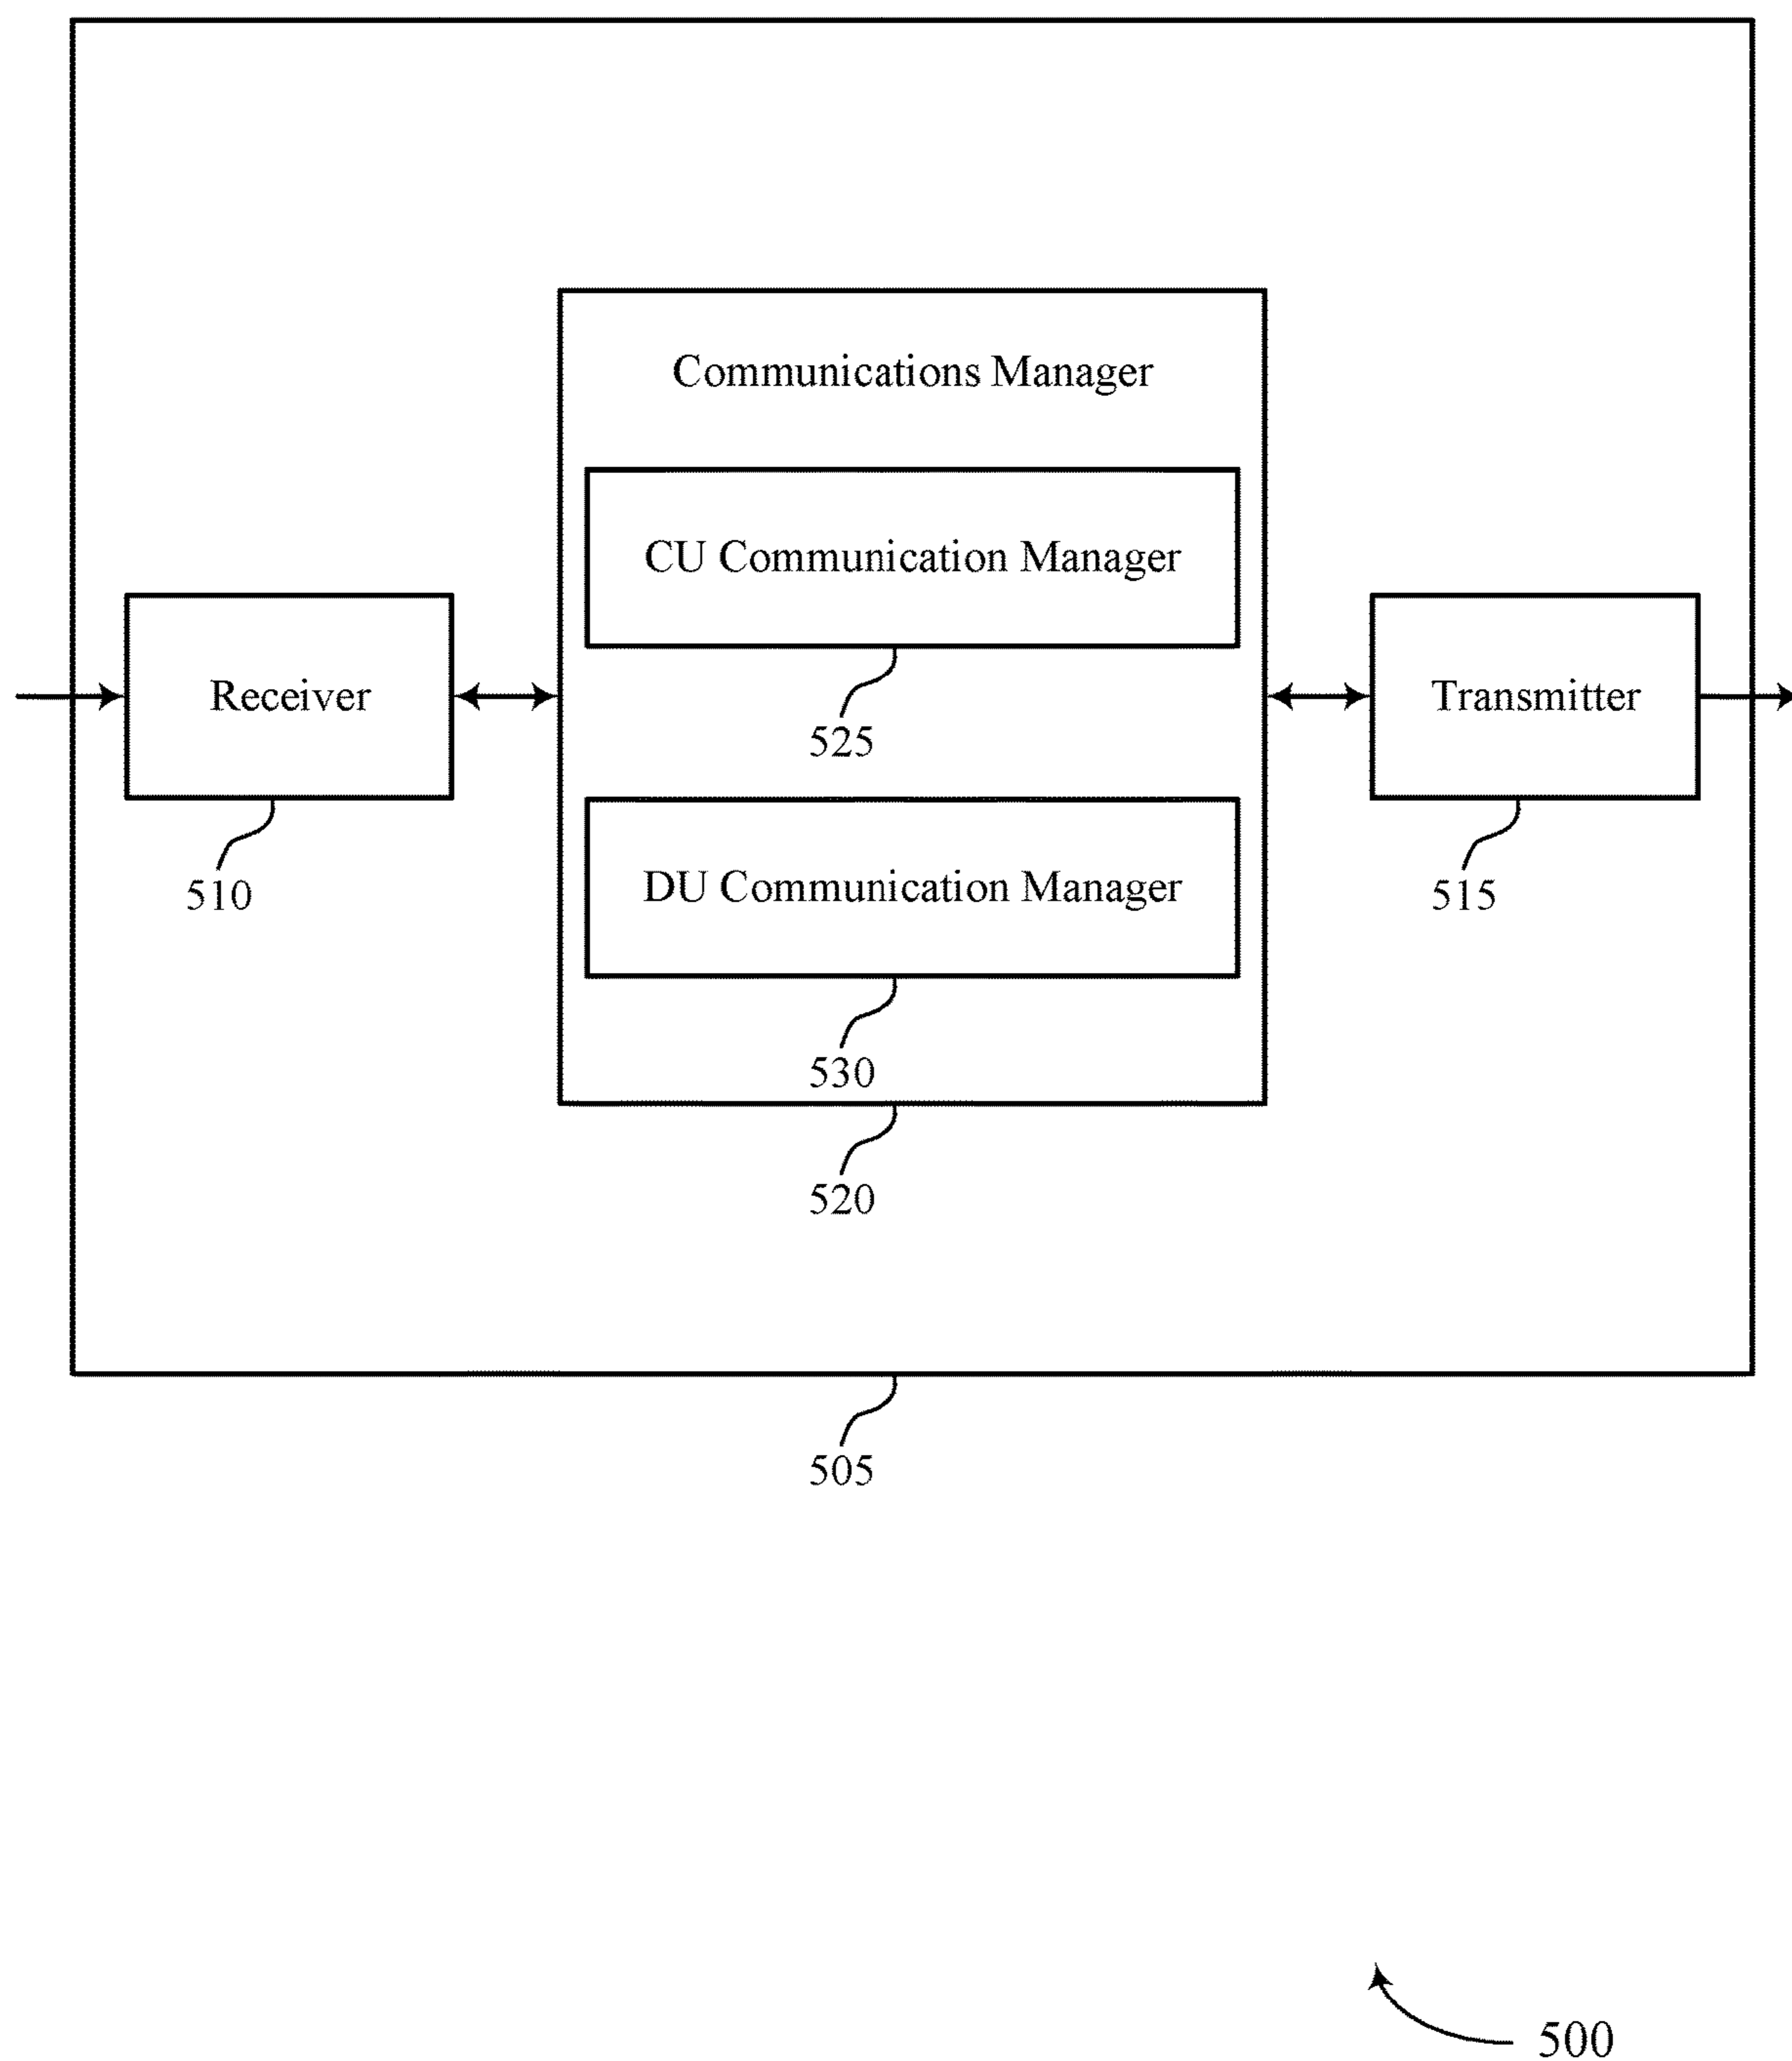 Communications Manager
CU Communication Manager
Receiver
Transmitter
525
DU Communication Manager
510
515
530
520
505
500